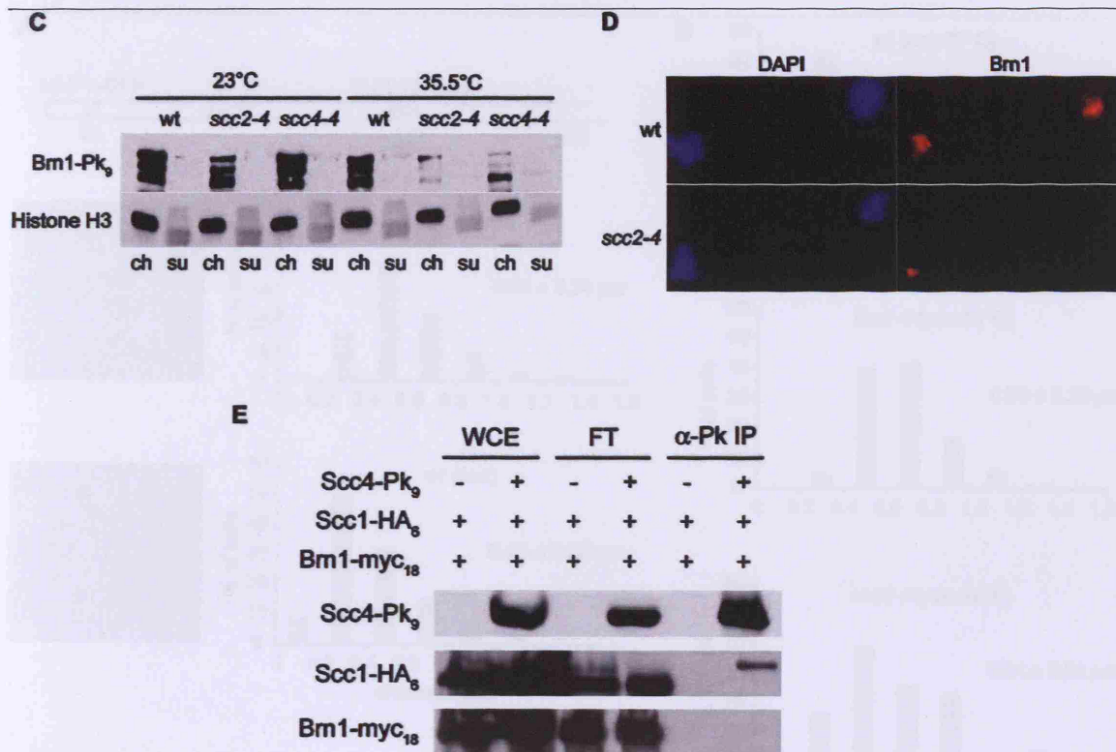 C
23°C 35.5°C
wt scc2-4 scc4-4 wt scc2-4 scc4-4
Brn1-Pk₉
Histone H3
ch su ch su ch su ch su ch su ch su
D
DAPI Brn1
wt
scc2-4
E
WCE FT α-Pk IP
Scc4-Pk₉ - + - + - +
Scc1-HA₆ + + + + + +
Brn1-myc₁₈ + + + + + +
Scc4-Pk₉
Scc1-HA₆
Brn1-myc₁₈